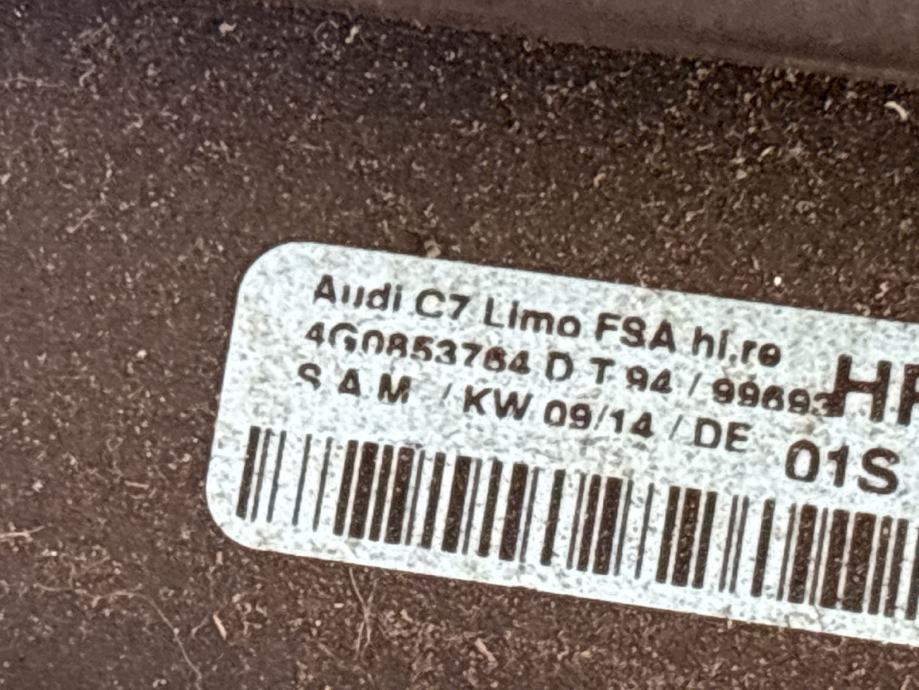 Audi C7 Limo FSA hi.re
4G0853764 D T 94 / 99693
S A M / KW 09/14 / DE
01S